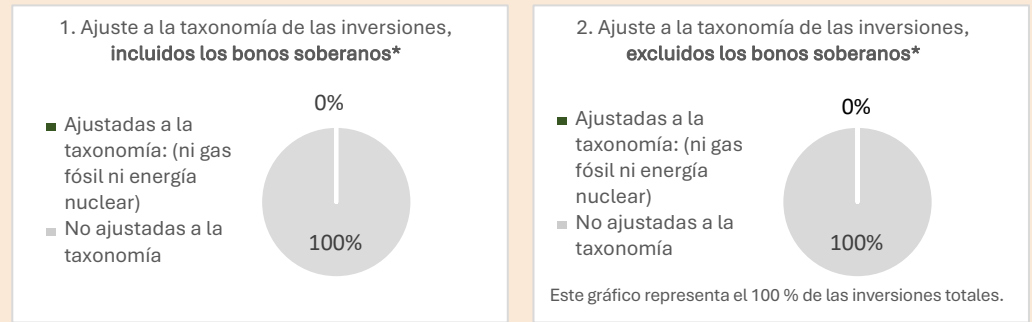 1. Ajuste a la taxonomía de las inversiones,
incluidos los bonos soberanos*
0%
Ajustadas a la
taxonomía: (ni gas
fósil ni energía
nuclear)
No ajustadas a la
taxonomía
100%
2. Ajuste a la taxonomía de las inversiones,
excluidos los bonos soberanos*
0%
Ajustadas a la
taxonomía: (ni gas
fósil ni energía
nuclear)
No ajustadas a la
taxonomía
100%
Este gráfico representa el 100 % de las inversiones totales.